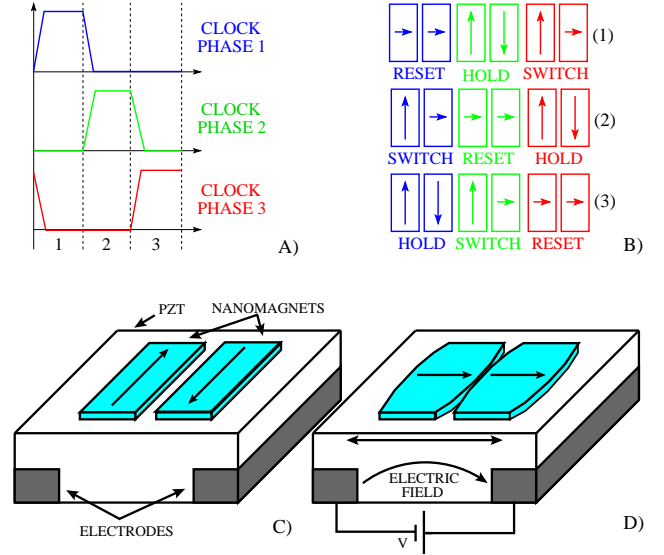 CLOCK
PHASE 1
CLOCK
PHASE 2
CLOCK
PHASE 3
1 2 3
A)
RESET HOLD SWITCH (1)
SWITCH RESET HOLD (2)
HOLD SWITCH RESET (3)
B)
PZT NANOMAGNETS
ELECTRODES
C)
ELECTRIC
FIELD
V
D)